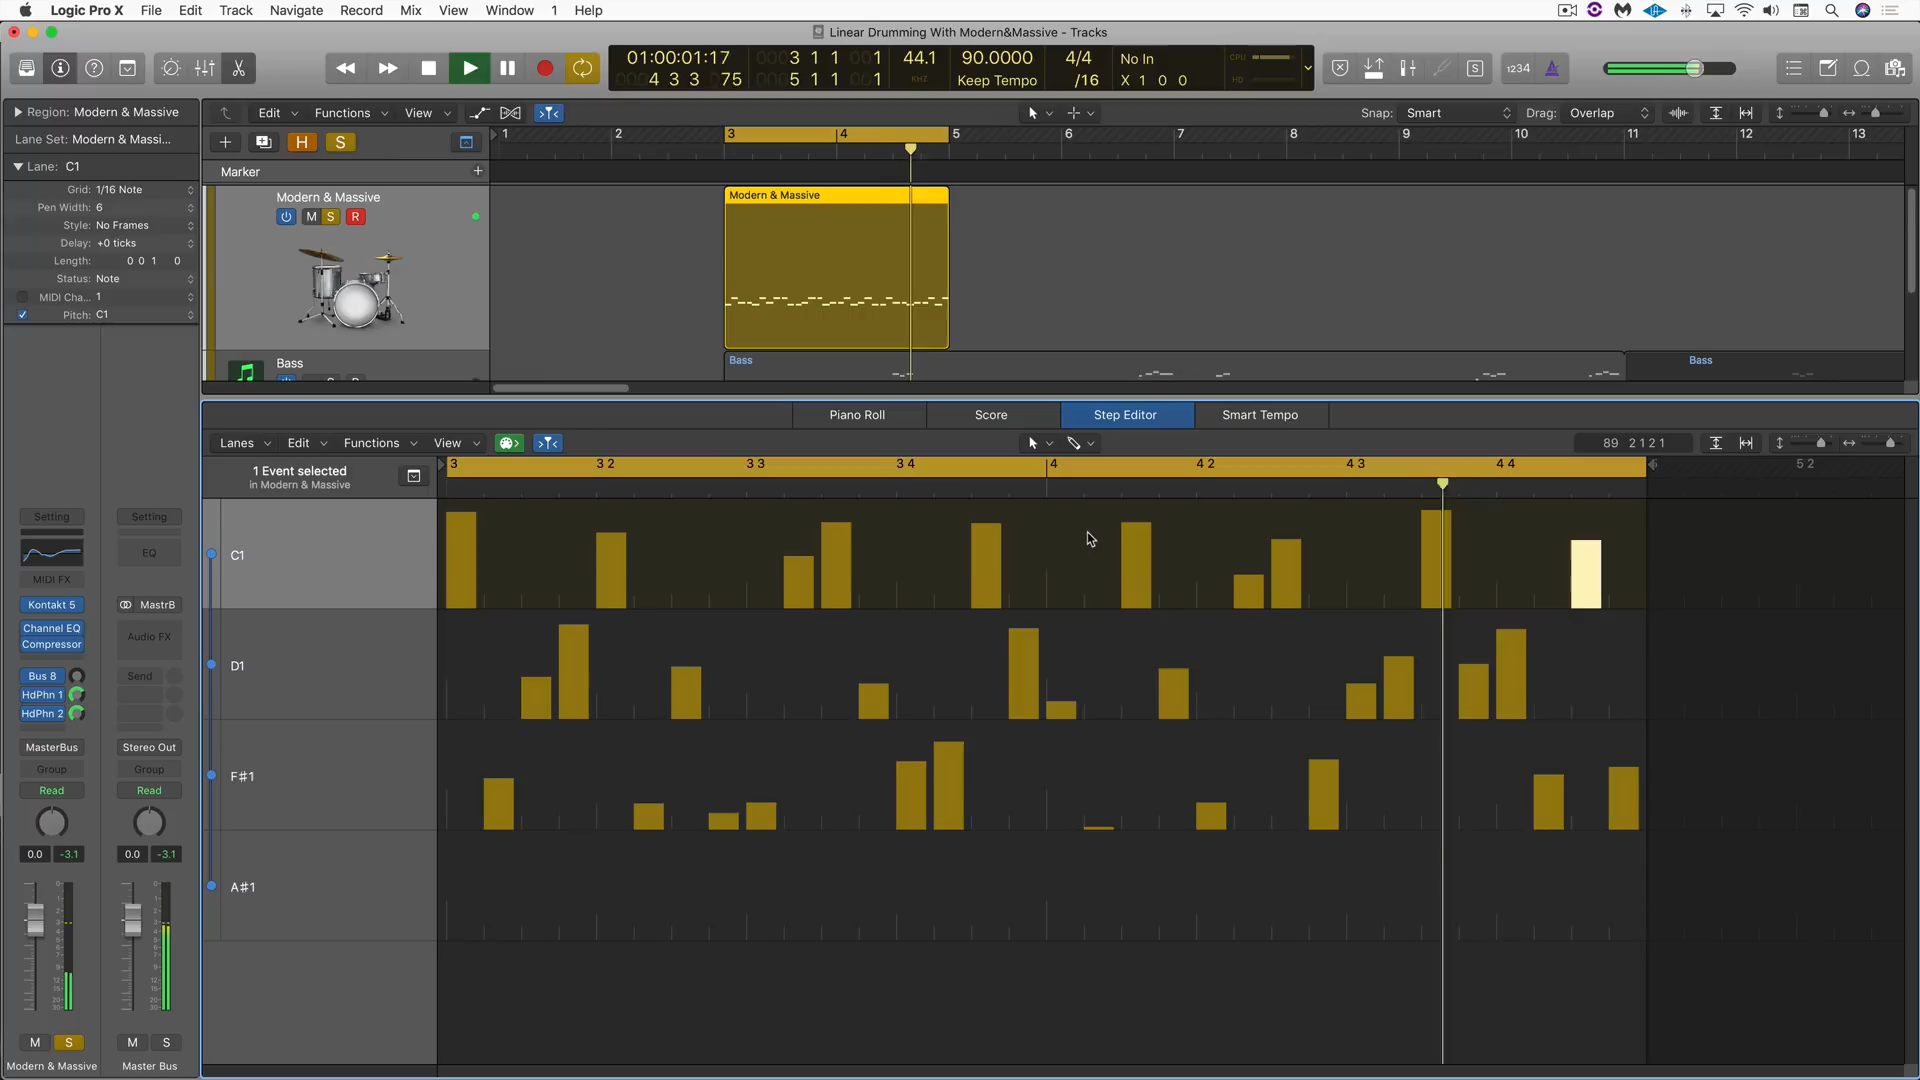 Logic Pro X File Edit Track Navigate Record Mix View Window 1 Help
Linear Drumming With Modern&Massive - Tracks
01:00:01:17 3 1 1 001 44.1 90.0000 4/4 No In CPU
4 3 3 75 5 1 1 1 KHZ Keep Tempo /16 X 1 0 0 HD
1234
Region: Modern & Massive
Edit Functions View Snap: Smart Drag: Overlap
Lane Set: Modern & Massi...
H S
1 2 3 4 5 6 7 8 9 10 11 12 13
Lane: C1
Marker
Grid: 1/16 Note
Pen Width: 6
Style: No Frames
Delay: +0 ticks
Length: 0 0 1 0
Status: Note
MIDI Cha... 1
Pitch: C1
Modern & Massive
M S R
Modern & Massive
Bass
Bass
Bass
Piano Roll Score Step Editor Smart Tempo
Lanes Edit Functions View 89 2 1 2 1
1 Event selected
in Modern & Massive
3 3 2 3 3 3 4 4 4 2 4 3 4 4 5 5 2
C1
D1
F♯1
A♯1
Setting Setting
EQ
MIDI FX
Kontakt 5 MastrB
Channel EQ
Compressor
Audio FX
Bus 8 Send
HdPhn 1
HdPhn 2
MasterBus Stereo Out
Group Group
Read Read
0.0 -3.1 0.0 -3.1
M S M S
Modern & Massive Master Bus